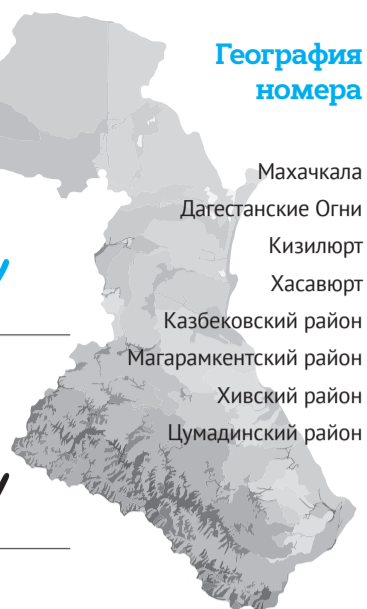 География
номера
Махачкала
Дагестанские Огни
Кизилюрт
Хасавюрт
Казбековский район
Магарамкентский район
Хивский район
Цумадинский район